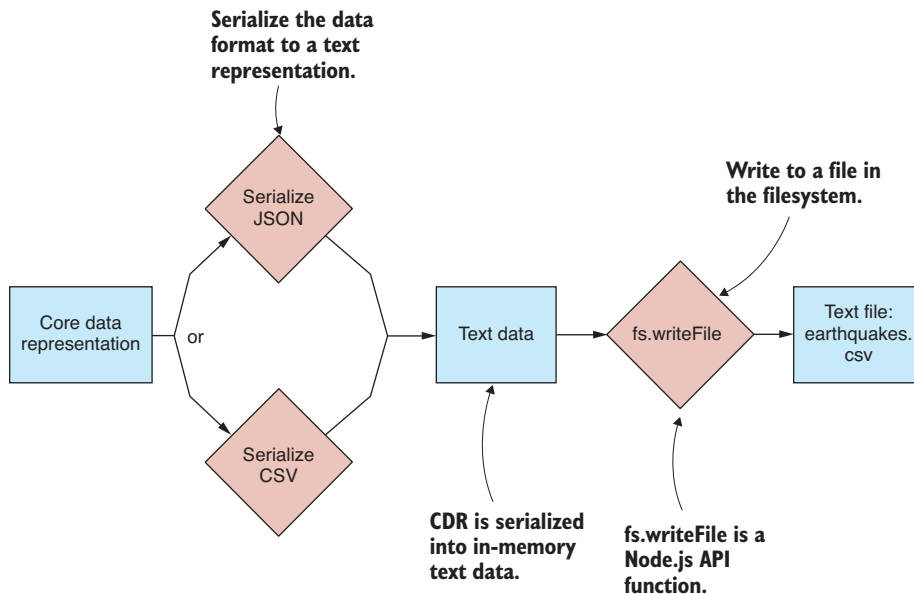 Serialize the data
format to a text
representation.
Serialize
JSON
Write to a file in
the filesystem.
Core data
representation
or
Text data
fs.writeFile
Text file:
earthquakes.
csv
Serialize
CSV
CDR is serialized
into in-memory
text data.
fs.writeFile is a
Node.js API
function.